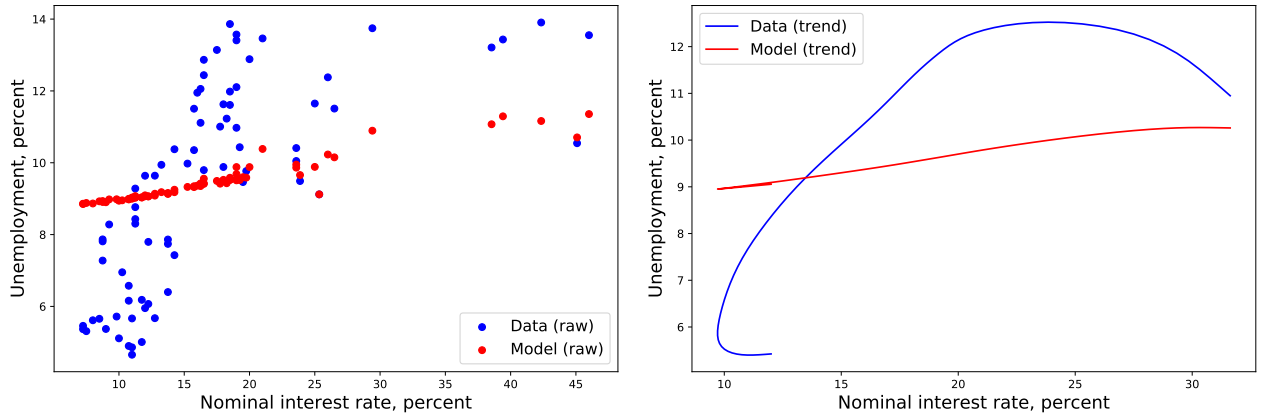 14
12
10
8
6
Unemployment, percent
Data (raw)
Model (raw)
10 15 20 25 30 35 40 45
Nominal interest rate, percent
Data (trend)
Model (trend)
12
11
10
9
8
7
6
Unemployment, percent
10 15 20 25 30
Nominal interest rate, percent